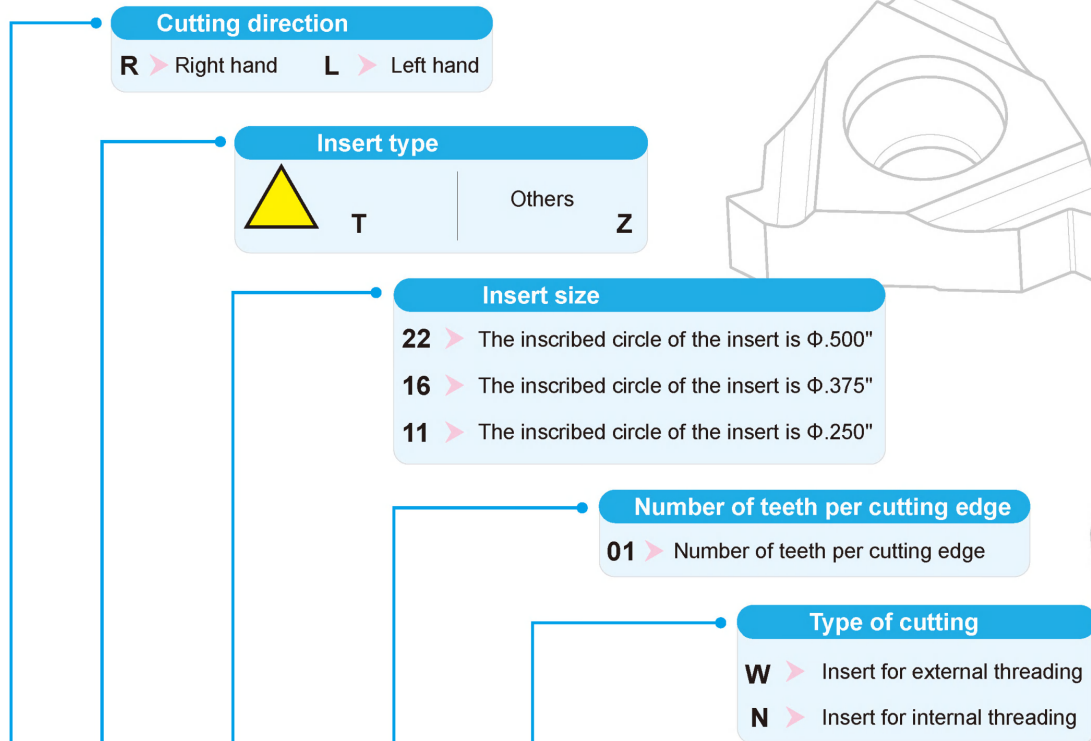 Cutting direction
R Right hand L Left hand
Insert type
T Others Z
Insert size
22 The inscribed circle of the insert is Φ.500"
16 The inscribed circle of the insert is Φ.375"
11 The inscribed circle of the insert is Φ.250"
Number of teeth per cutting edge
01 Number of teeth per cutting edge
Type of cutting
W Insert for external threading
N Insert for internal threading